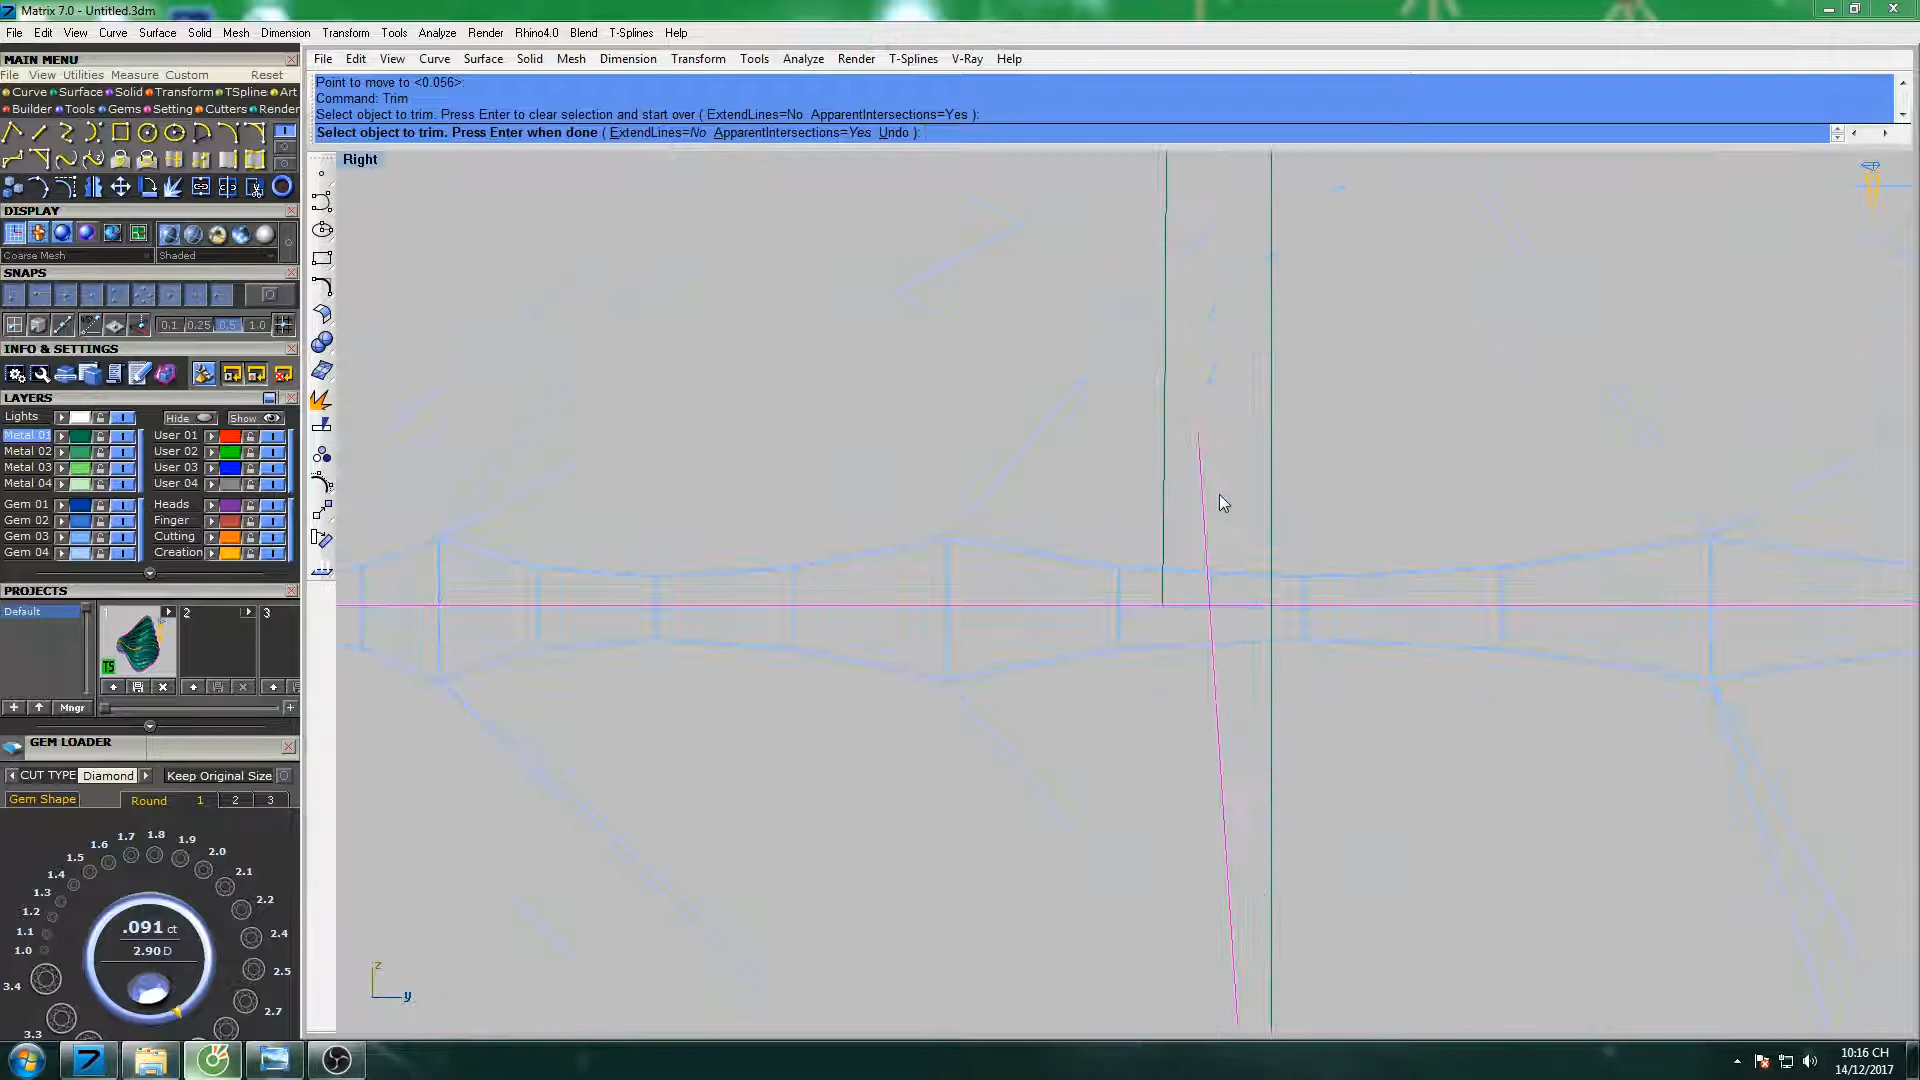 Matrix 7.0 - Untitled.3dm
File Edit View Curve Surface Solid Mesh Dimension Transform Tools Analyze Render Rhino4.0 Blend T-Splines Help
MAIN MENU
File View Utilities Measure Custom Reset
Curve Surface Solid Transform TSpline Art
Builder Tools Gems Setting Cutters Render
File Edit View Curve Surface Solid Mesh Dimension Transform Tools Analyze Render T-Splines V-Ray Help
Point to move to <0.056>:
Command: Trim
Select object to trim. Press Enter to clear selection and start over ( ExtendLines=No ApparentIntersections=Yes ):
Select object to trim. Press Enter when done ( ExtendLines=No ApparentIntersections=Yes Undo ):
Right
DISPLAY
Coarse Mesh Shaded
SNAPS
0.1 0.25 0.5 1.0
INFO & SETTINGS
LAYERS
Lights Hide Show
Metal 01 User 01
Metal 02 User 02
Metal 03 User 03
Metal 04 User 04
Gem 01 Heads
Gem 02 Finger
Gem 03 Cutting
Gem 04 Creation
PROJECTS
Default 1 2 3
TS
Mngr
GEM LOADER
CUT TYPE Diamond Keep Original Size
Gem Shape Round 1 2 3
1.7 1.8 1.9
1.6 2.0
1.5 2.1
1.4
1.3 2.2
1.2
1.1 2.4
1.0
.091 ct
2.90 D
2.5
3.4
2.7
3.3
z
y
10:16 CH
14/12/2017